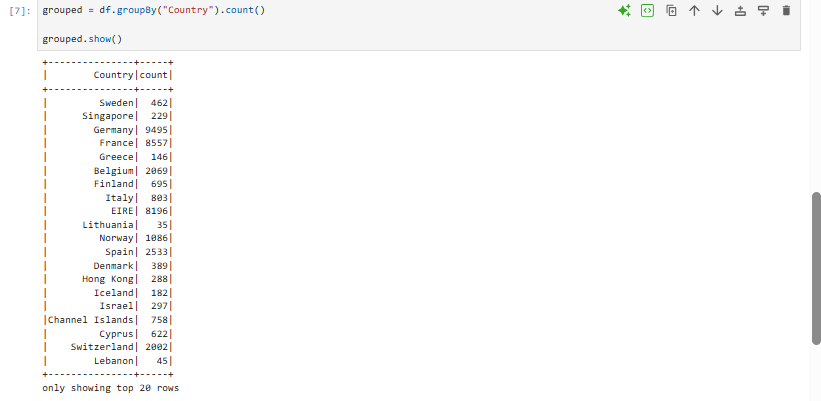 [7]: grouped = df.groupBy("Country").count()
grouped.show()
+---------------+-----+
|        Country|count|
+---------------+-----+
|         Sweden|  462|
|      Singapore|  229|
|        Germany| 9495|
|         France| 8557|
|         Greece|  146|
|        Belgium| 2069|
|        Finland|  695|
|          Italy|  803|
|           EIRE| 8196|
|      Lithuania|   35|
|         Norway| 1086|
|          Spain| 2533|
|        Denmark|  389|
|      Hong Kong|  288|
|        Iceland|  182|
|         Israel|  297|
|Channel Islands|  758|
|         Cyprus|  622|
|    Switzerland| 2002|
|        Lebanon|   45|
+---------------+-----+
only showing top 20 rows